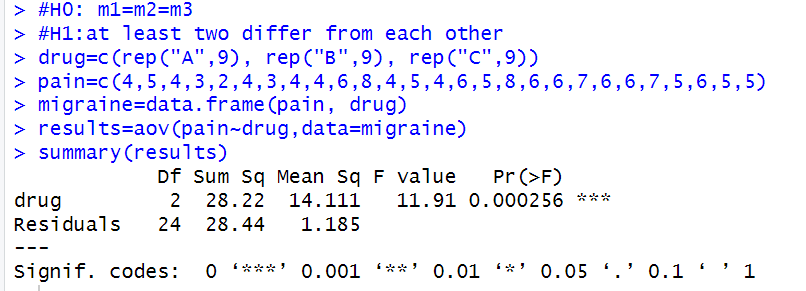 > #H0: m1=m2=m3
> #H1:at least two differ from each other
> drug=c(rep("A",9), rep("B",9), rep("C",9))
> pain=c(4,5,4,3,2,4,3,4,4,6,8,4,5,4,6,5,8,6,6,7,6,6,7,5,6,5,5)
> migraine=data.frame(pain, drug)
> results=aov(pain~drug,data=migraine)
> summary(results)
            Df Sum Sq Mean Sq F value   Pr(>F)
drug         2  28.22  14.111   11.91 0.000256 ***
Residuals   24  28.44   1.185
---
Signif. codes:  0 ‘***’ 0.001 ‘**’ 0.01 ‘*’ 0.05 ‘.’ 0.1 ‘ ’ 1